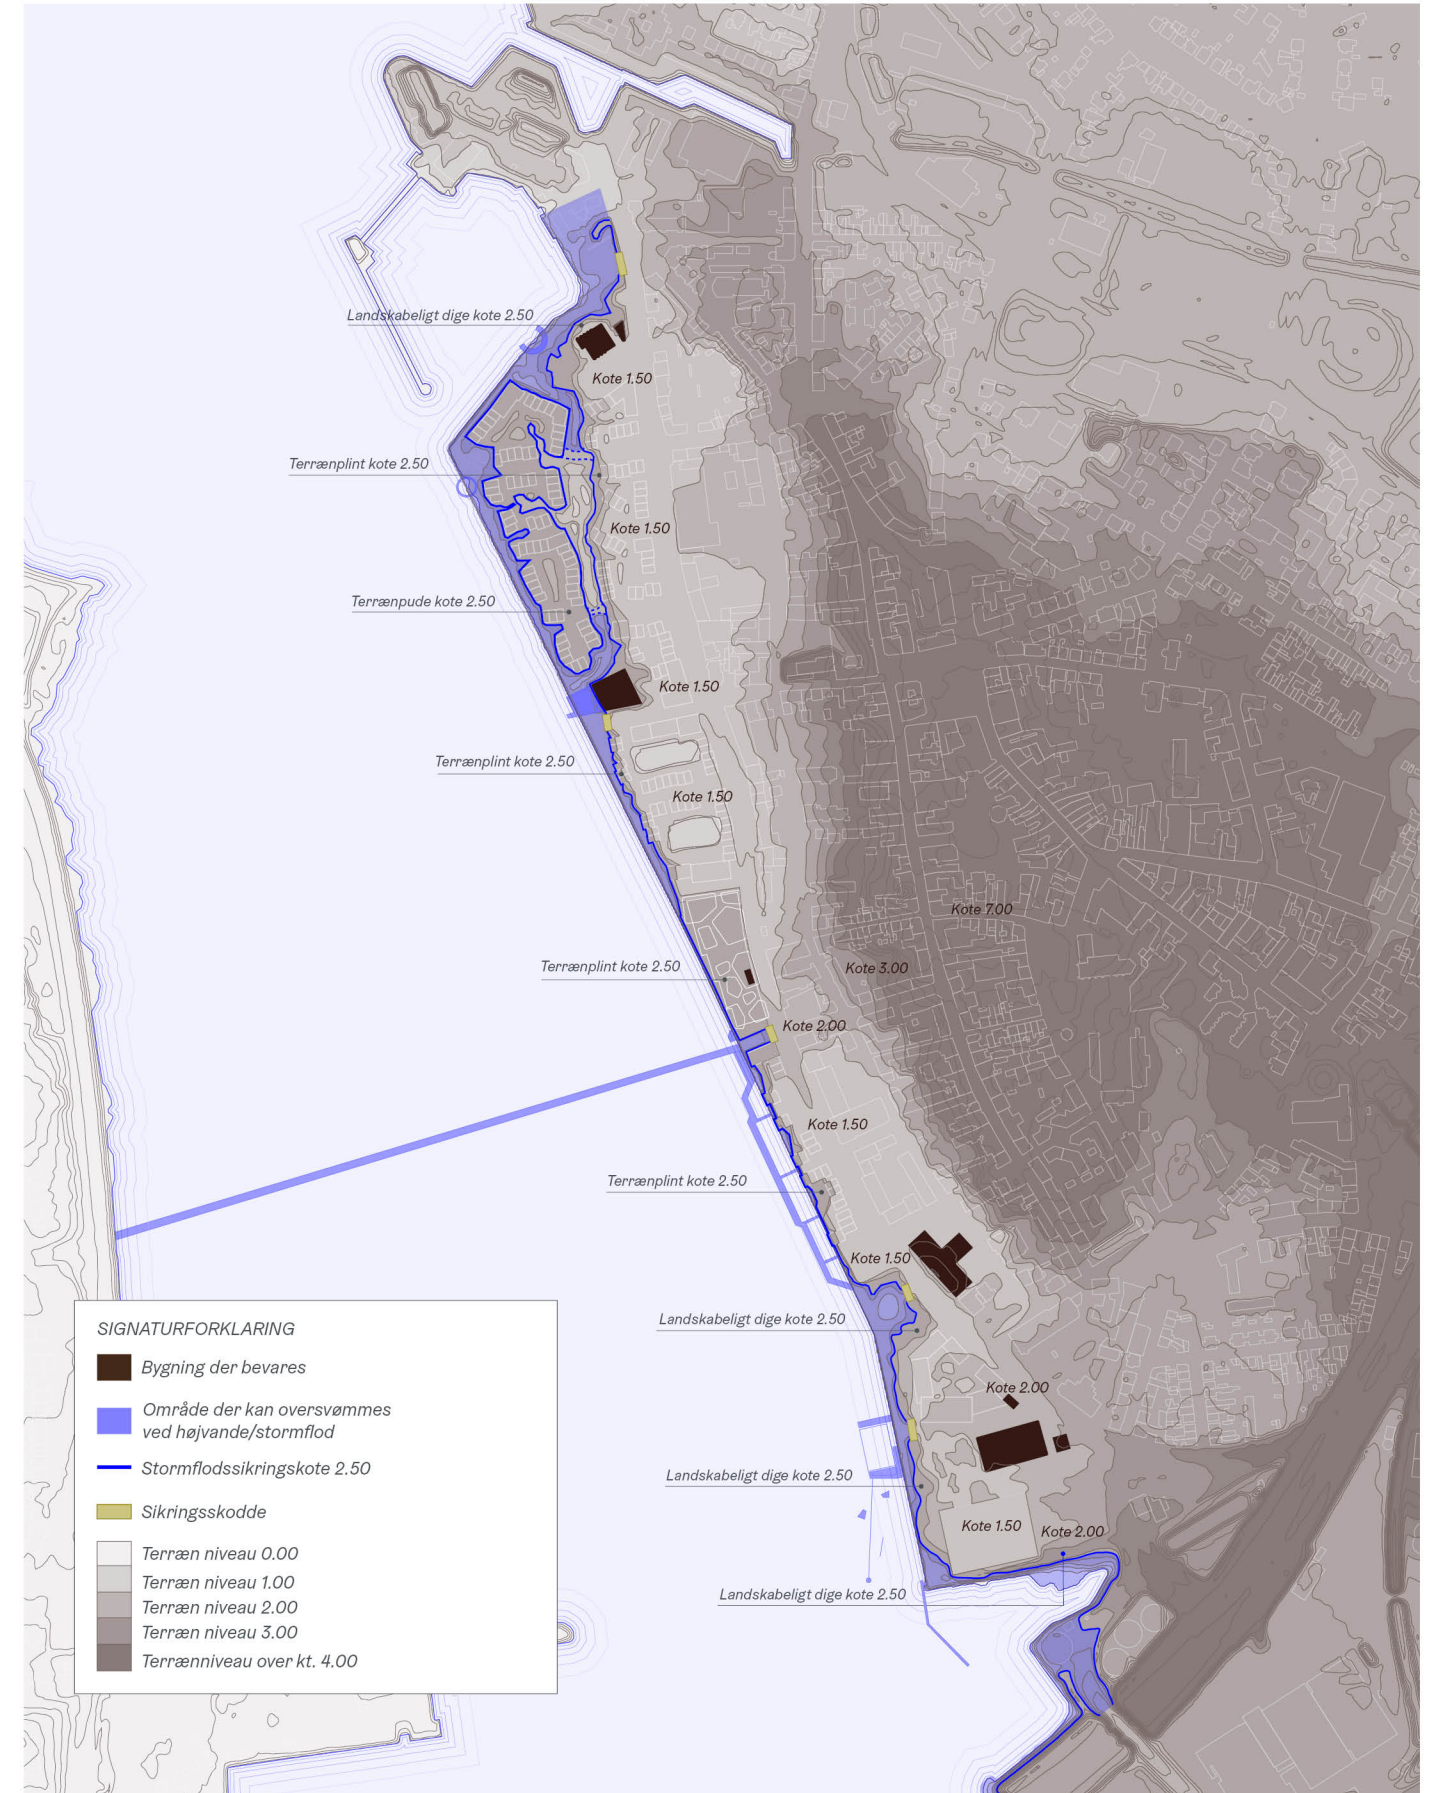 Landskabeligt dige kote 2.50
Kote 1.50
Terrænplint kote 2.50
Kote 1.50
Terrænpude kote 2.50
Kote 1.50
Terrænplint kote 2.50
Kote 1.50
Kote 7.00
Terrænplint kote 2.50
Kote 3.00
Kote 2.00
Kote 1.50
Terrænplint kote 2.50
Kote 1.50
Landskabeligt dige kote 2.50
Kote 2.00
Landskabeligt dige kote 2.50
Kote 1.50
Kote 2.00
Landskabeligt dige kote 2.50
SIGNATURFORKLARING
Bygning der bevares
Område der kan oversvømmes
ved højvande/stormflod
Stormflodssikringskote 2.50
Sikringsskodde
Terræn niveau 0.00
Terræn niveau 1.00
Terræn niveau 2.00
Terræn niveau 3.00
Terrænniveau over kt. 4.00